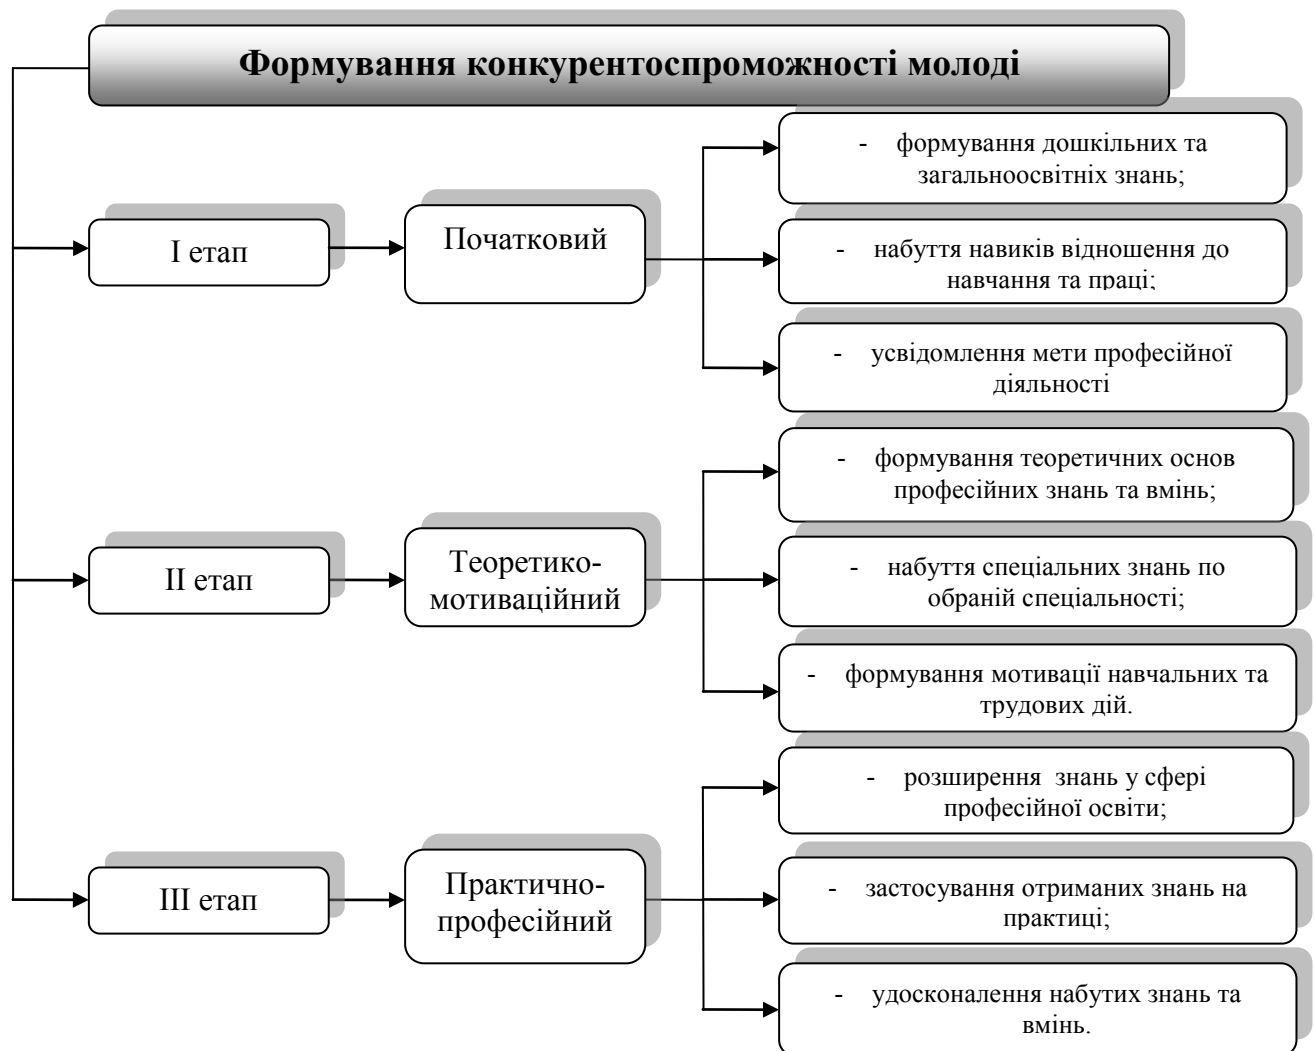 Формування конкурентоспроможності молоді
І етап
Початковий
- формування дошкільних та
загальноосвітніх знань;
- набуття навиків відношення до
навчання та праці;
- усвідомлення мети професійної
діяльності
ІІ етап
Теоретико-
мотиваційний
- формування теоретичних основ
професійних знань та вмінь;
- набуття спеціальних знань по
обраній спеціальності;
- формування мотивації навчальних та
трудових дій.
ІІІ етап
Практично-
професійний
- розширення  знань у сфері
професійної освіти;
- застосування отриманих знань на
практиці;
- удосконалення набутих знань та
вмінь.